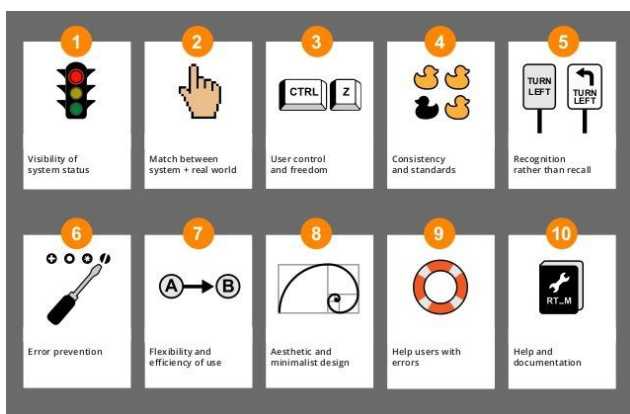 1
2
3
4
5
CTRL
Z
TURN
LEFT
TURN
LEFT
Visibility of
system status
Match between
system + real world
User control
and freedom
Consistency
and standards
Recognition
rather than recall
6
7
8
9
10
A
B
RT_M
Error prevention
Flexibility and
efficiency of use
Aesthetic and
minimalist design
Help users with
errors
Help and
documentation